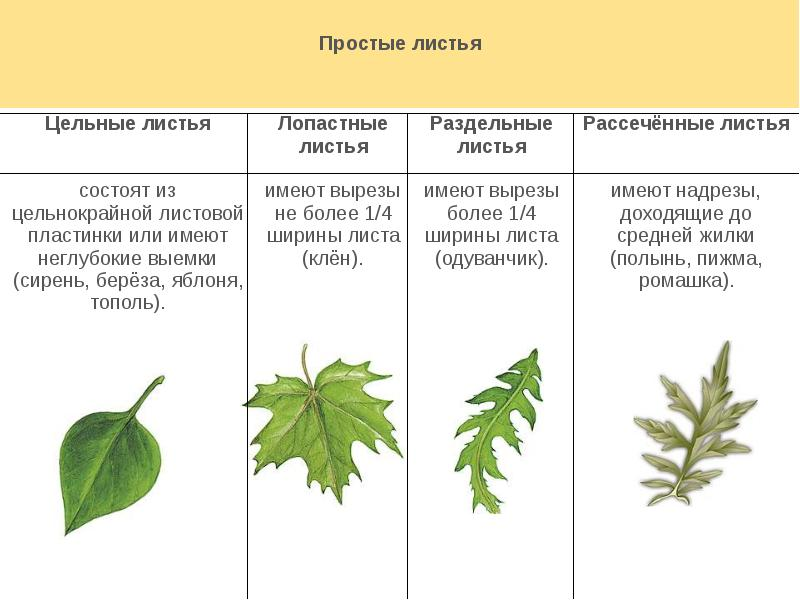 Простые листья
Цельные листья
Лопастные
листья
Раздельные
листья
Рассечённые листья
состоят из
цельнокрайной листовой
пластинки или имеют
неглубокие выемки
(сирень, берёза, яблоня,
тополь).
имеют вырезы
не более 1/4
ширины листа
(клён).
имеют вырезы
более 1/4
ширины листа
(одуванчик).
имеют надрезы,
доходящие до
средней жилки
(полынь, пижма,
ромашка).